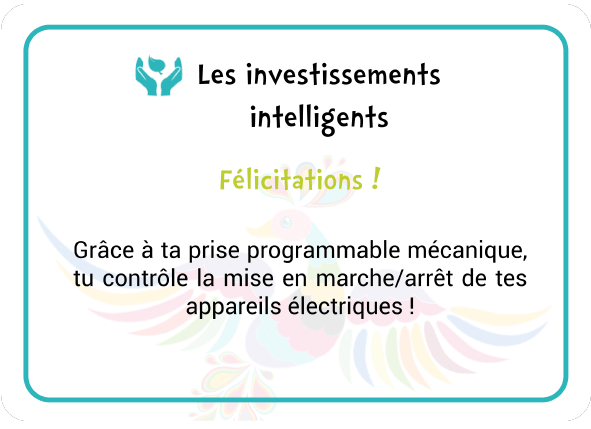 Les investissements
intelligents
Félicitations !
Grâce à ta prise programmable mécanique,
tu contrôle la mise en marche/arrêt de tes
appareils électriques !